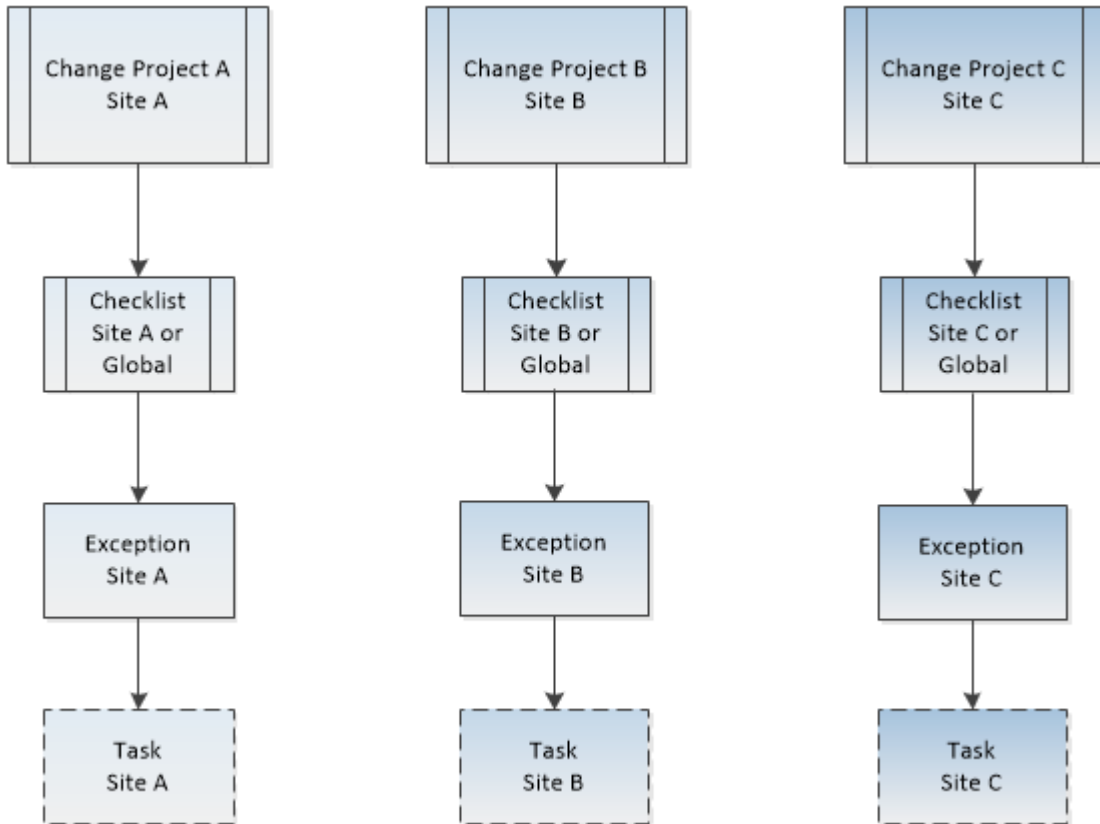 Change Project A
Site A
Change Project B
Site B
Change Project C
Site C
Checklist
Site A or
Global
Checklist
Site B or
Global
Checklist
Site C or
Global
Exception
Site A
Exception
Site B
Exception
Site C
Task
Site A
Task
Site B
Task
Site C